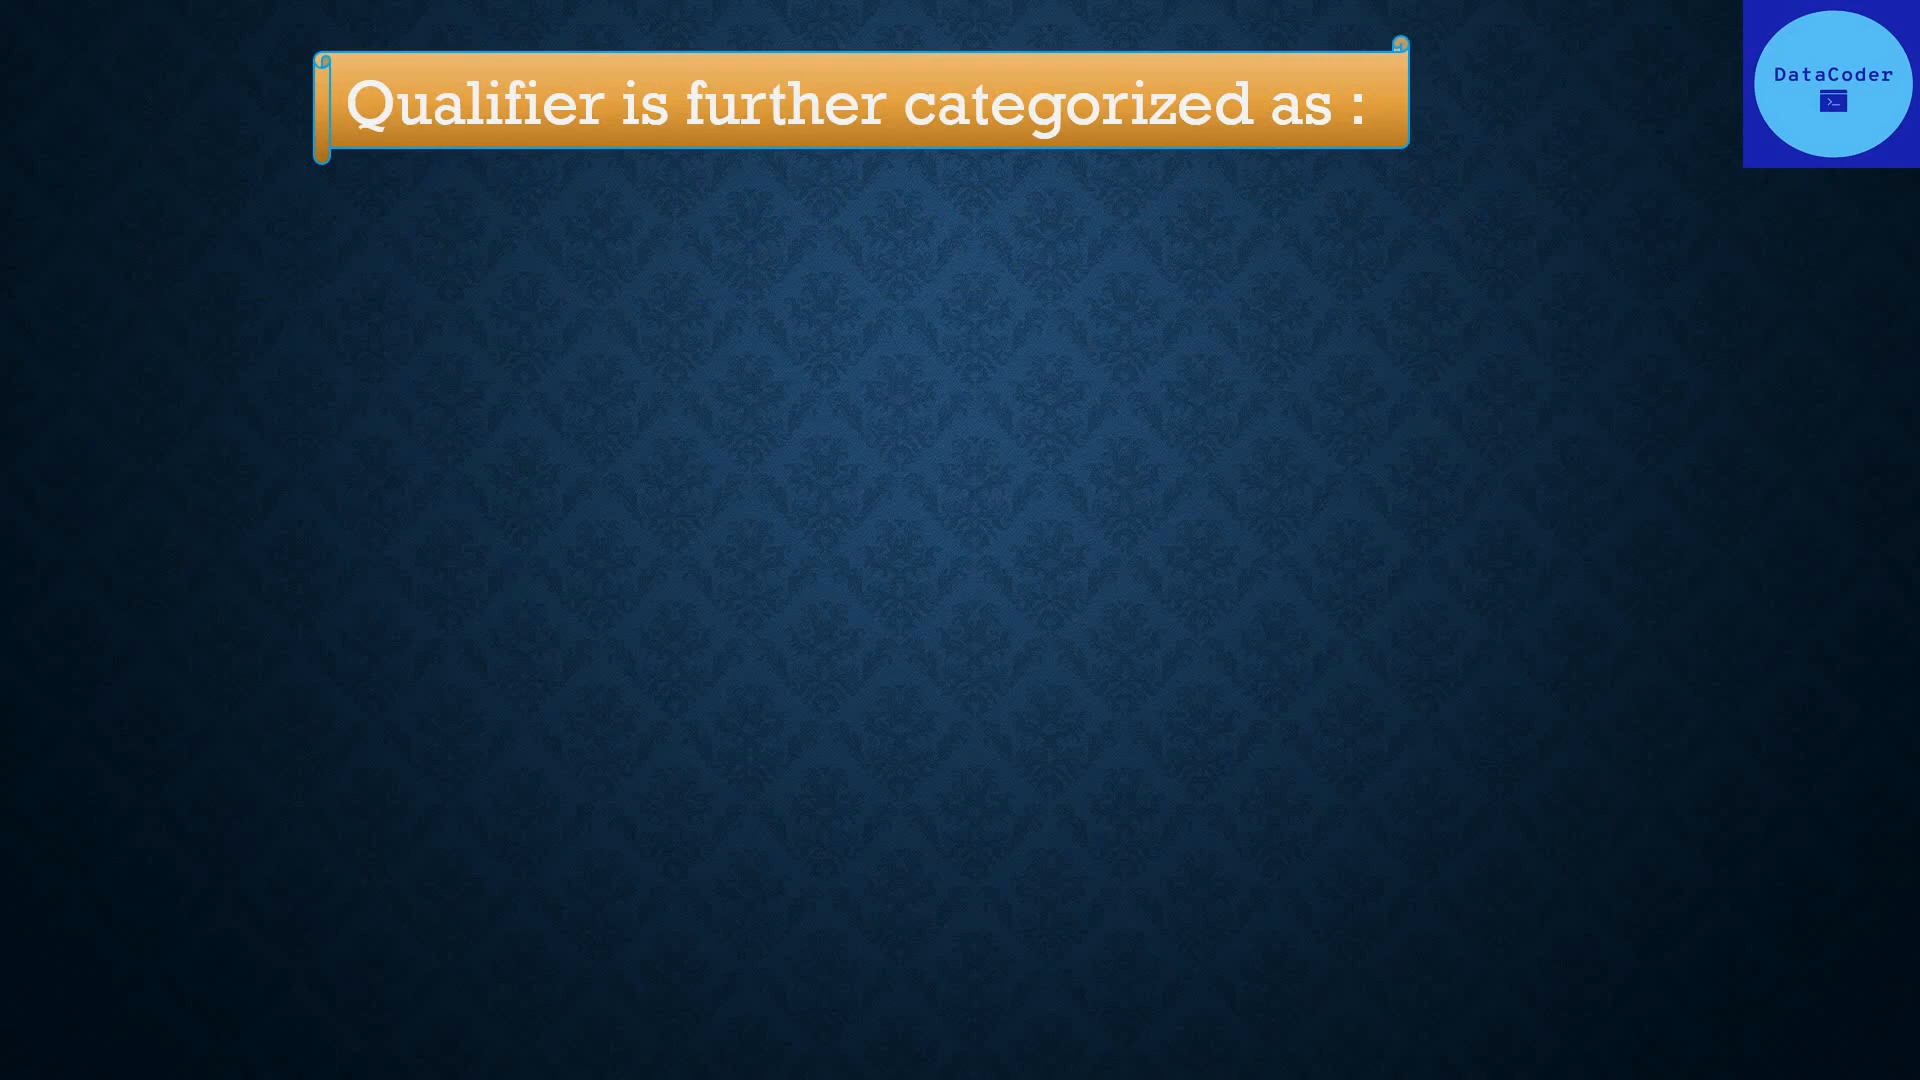 Qualifier is further categorized as :
DataCoder
>_